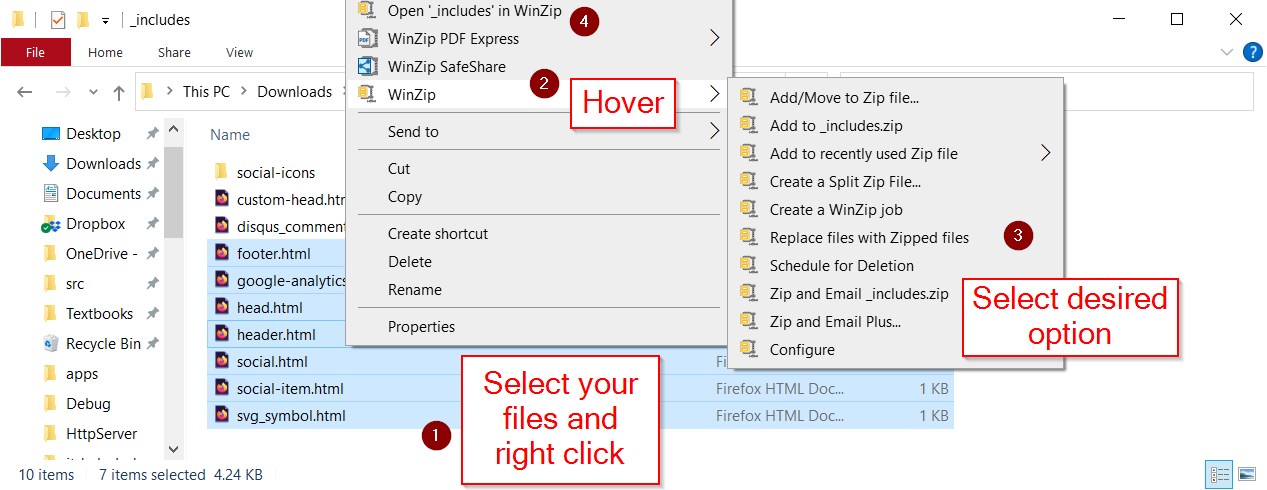 _includes
File Home Share View
This PC Downloads
Open '_includes' in WinZip
4
WinZip PDF Express
WinZip SafeShare
2
WinZip
Hover
Send to
Cut
Copy
Create shortcut
Delete
Rename
Properties
Add/Move to Zip file...
Add to _includes.zip
Add to recently used Zip file
Create a Split Zip File...
Create a WinZip job
Replace files with Zipped files
3
Schedule for Deletion
Zip and Email _includes.zip
Zip and Email Plus...
Configure
Select desired
option
Desktop
Downloads
Documents
Dropbox
OneDrive -
src
Textbooks
Recycle Bin
apps
Debug
HttpServer
Name
social-icons
custom-head.htm
disqus_comment
footer.html
google-analytics
head.html
header.html
social.html
social-item.html
Firefox HTML Doc... 1 KB
svg_symbol.html
Firefox HTML Doc... 1 KB
1
Select your
files and
right click
10 items 7 items selected 4.24 KB